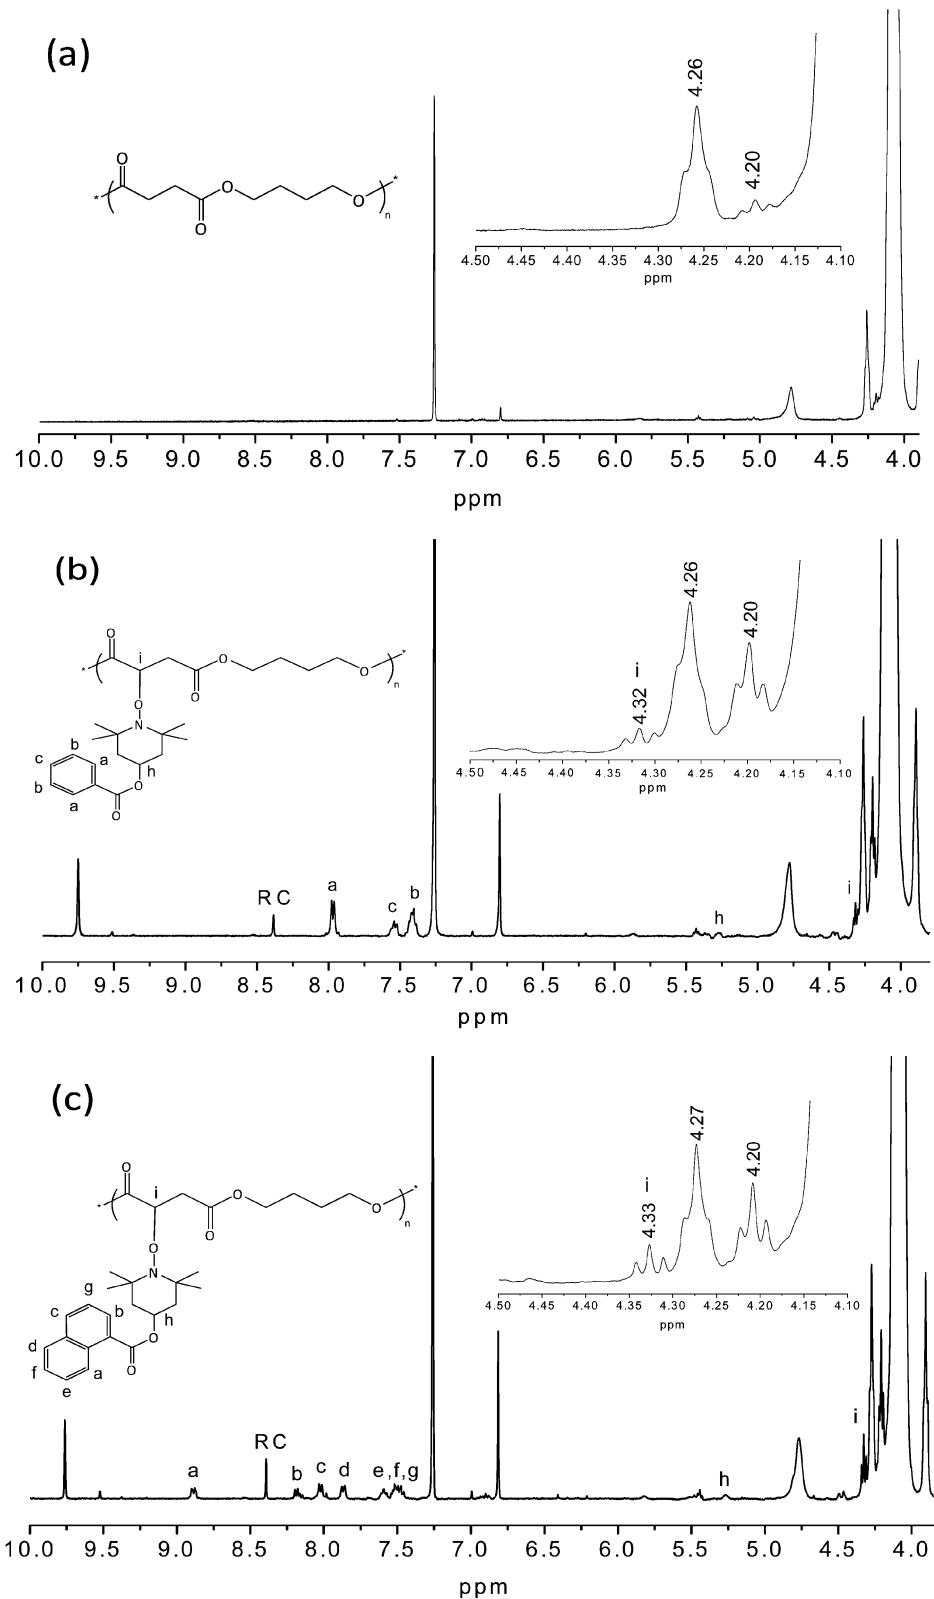 (a)
4.26
4.20
O
O
O
O
*
*
n
4.50 4.45 4.40 4.35 4.30 4.25 4.20 4.15 4.10
ppm
10.0 9.5 9.0 8.5 8.0 7.5 7.0 6.5 6.0 5.5 5.0 4.5 4.0
ppm
(b)
4.26
4.20
i
4.32
O
i
O
O
O
*
*
n
O
N
b
c
a
b
a
h
O
O
4.50 4.45 4.40 4.35 4.30 4.25 4.20 4.15 4.10
ppm
RC
a
c
b
h
i
10.0 9.5 9.0 8.5 8.0 7.5 7.0 6.5 6.0 5.5 5.0 4.5 4.0
ppm
(c)
4.27
4.20
i
4.33
O
i
O
O
O
*
*
n
O
N
g
c
b
h
d
O
f
a
O
e
4.50 4.45 4.40 4.35 4.30 4.25 4.20 4.15 4.10
ppm
a
RC
b
c
d
e,f,g
h
i
10.0 9.5 9.0 8.5 8.0 7.5 7.0 6.5 6.0 5.5 5.0 4.5 4.0
ppm